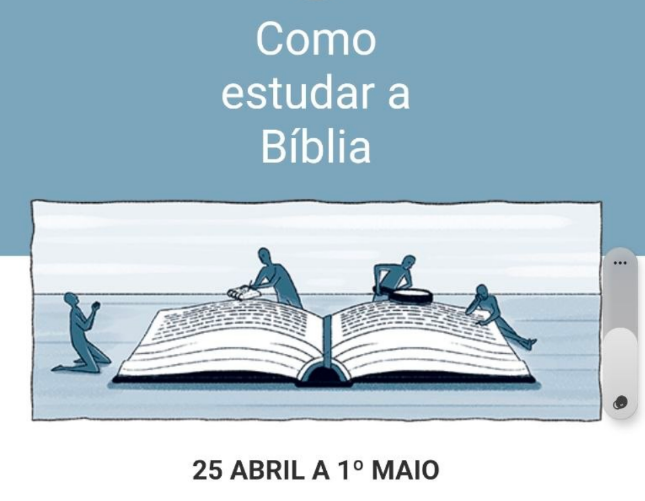 Como
estudar a
Bíblia
25 ABRIL A 1º MAIO